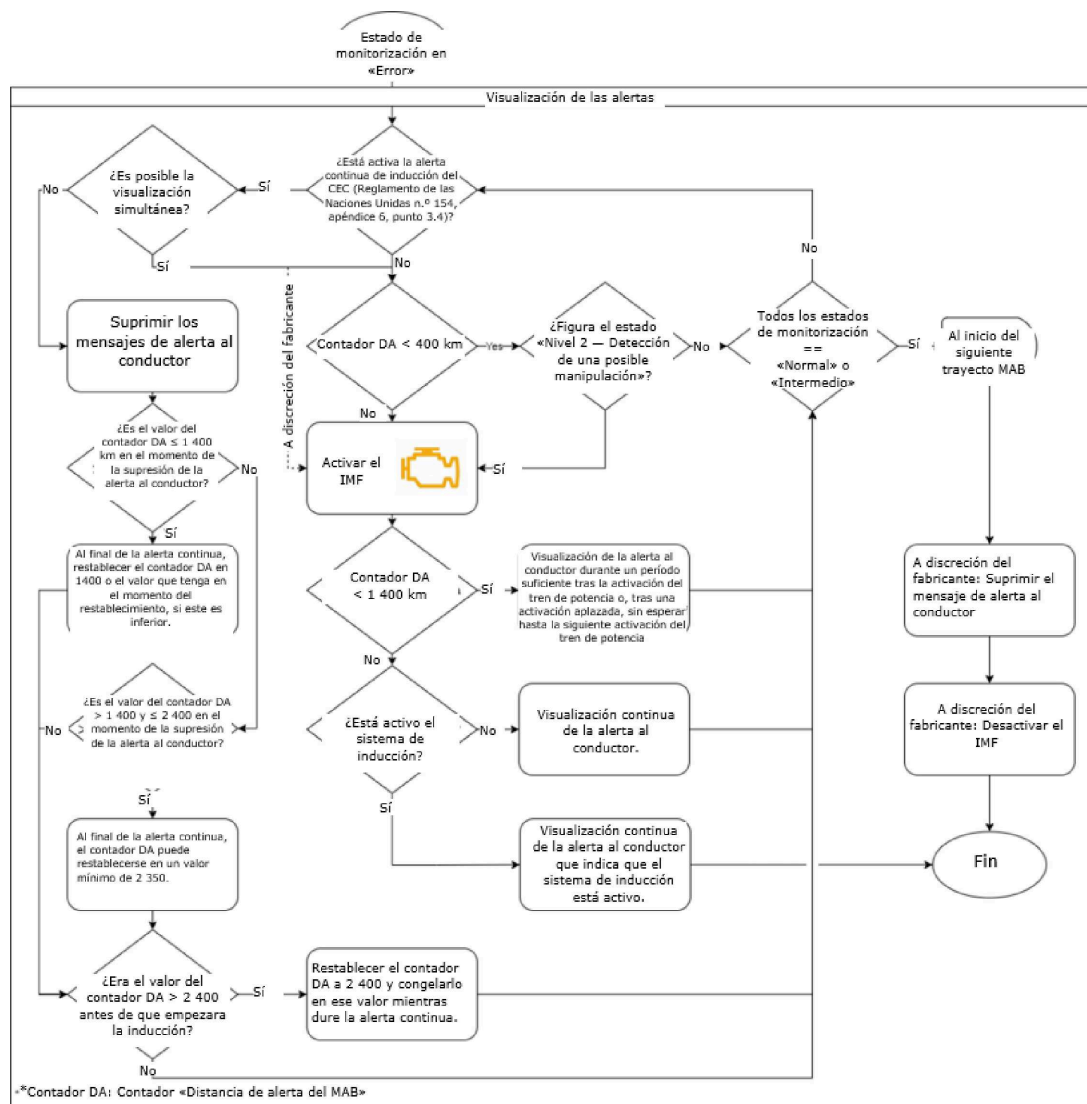 Estado de
monitorización en
«Error»
Visualización de las alertas
¿Está activa la alerta
continua de inducción del
CEC (Reglamento de las
Naciones Unidas n.º 154,
apéndice 6, punto 3.4)?
Sí
No
¿Es posible la
visualización
simultánea?
No
Sí
A discreción del fabricante
Suprimir los
mensajes de alerta al
conductor
¿Es el valor del
contador DA ≤ 1 400
km en el momento de
la supresión de la
alerta al conductor?
No
Sí
Al final de la alerta continua,
restablecer el contador DA en
1400 o el valor que tenga en
el momento del
restablecimiento, si este es
inferior.
¿Es el valor del contador DA
> 1 400 y ≤ 2 400 en el
momento de la supresión
de la alerta al conductor?
No
Sí
Al final de la alerta continua,
el contador DA puede
restablecerse en un valor
mínimo de 2 350.
¿Era el valor del
contador DA > 2 400
antes de que empezara
la inducción?
Sí
No
Restablecer el contador
DA a 2 400 y congelarlo
en ese valor mientras
dure la alerta continua.
Contador DA < 400 km
Yes
No
¿Figura el estado
«Nivel 2 — Detección
de una posible
manipulación»?
No
Sí
Activar el
IMF
Contador DA
< 1 400 km
Sí
No
Visualización de la alerta al
conductor durante un período
suficiente tras la activación del
tren de potencia o, tras una
activación aplazada, sin esperar
hasta la siguiente activación del
tren de potencia
¿Está activo el
sistema de
inducción?
No
Sí
Visualización continua
de la alerta al
conductor.
Visualización continua
de la alerta al conductor
que indica que el
sistema de inducción
está activo.
Todos los estados
de monitorización
==
«Normal» o
«Intermedio»
No
Sí
Al inicio del
siguiente
trayecto MAB
A discreción del
fabricante: Suprimir el
mensaje de alerta al
conductor
A discreción del
fabricante: Desactivar el
IMF
Fin
*Contador DA: Contador «Distancia de alerta del MAB»